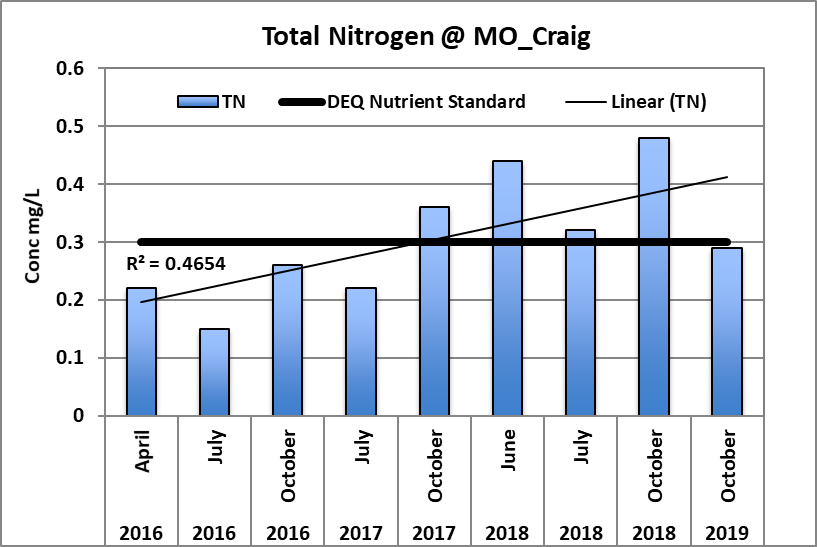 Total Nitrogen @ MO_Craig
TN DEQ Nutrient Standard Linear (TN)
Conc mg/L
0.6
0.5
0.4
0.3
0.2
0.1
0
R² = 0.4654
April July October July October June July October October
2016 2016 2016 2017 2017 2018 2018 2018 2019